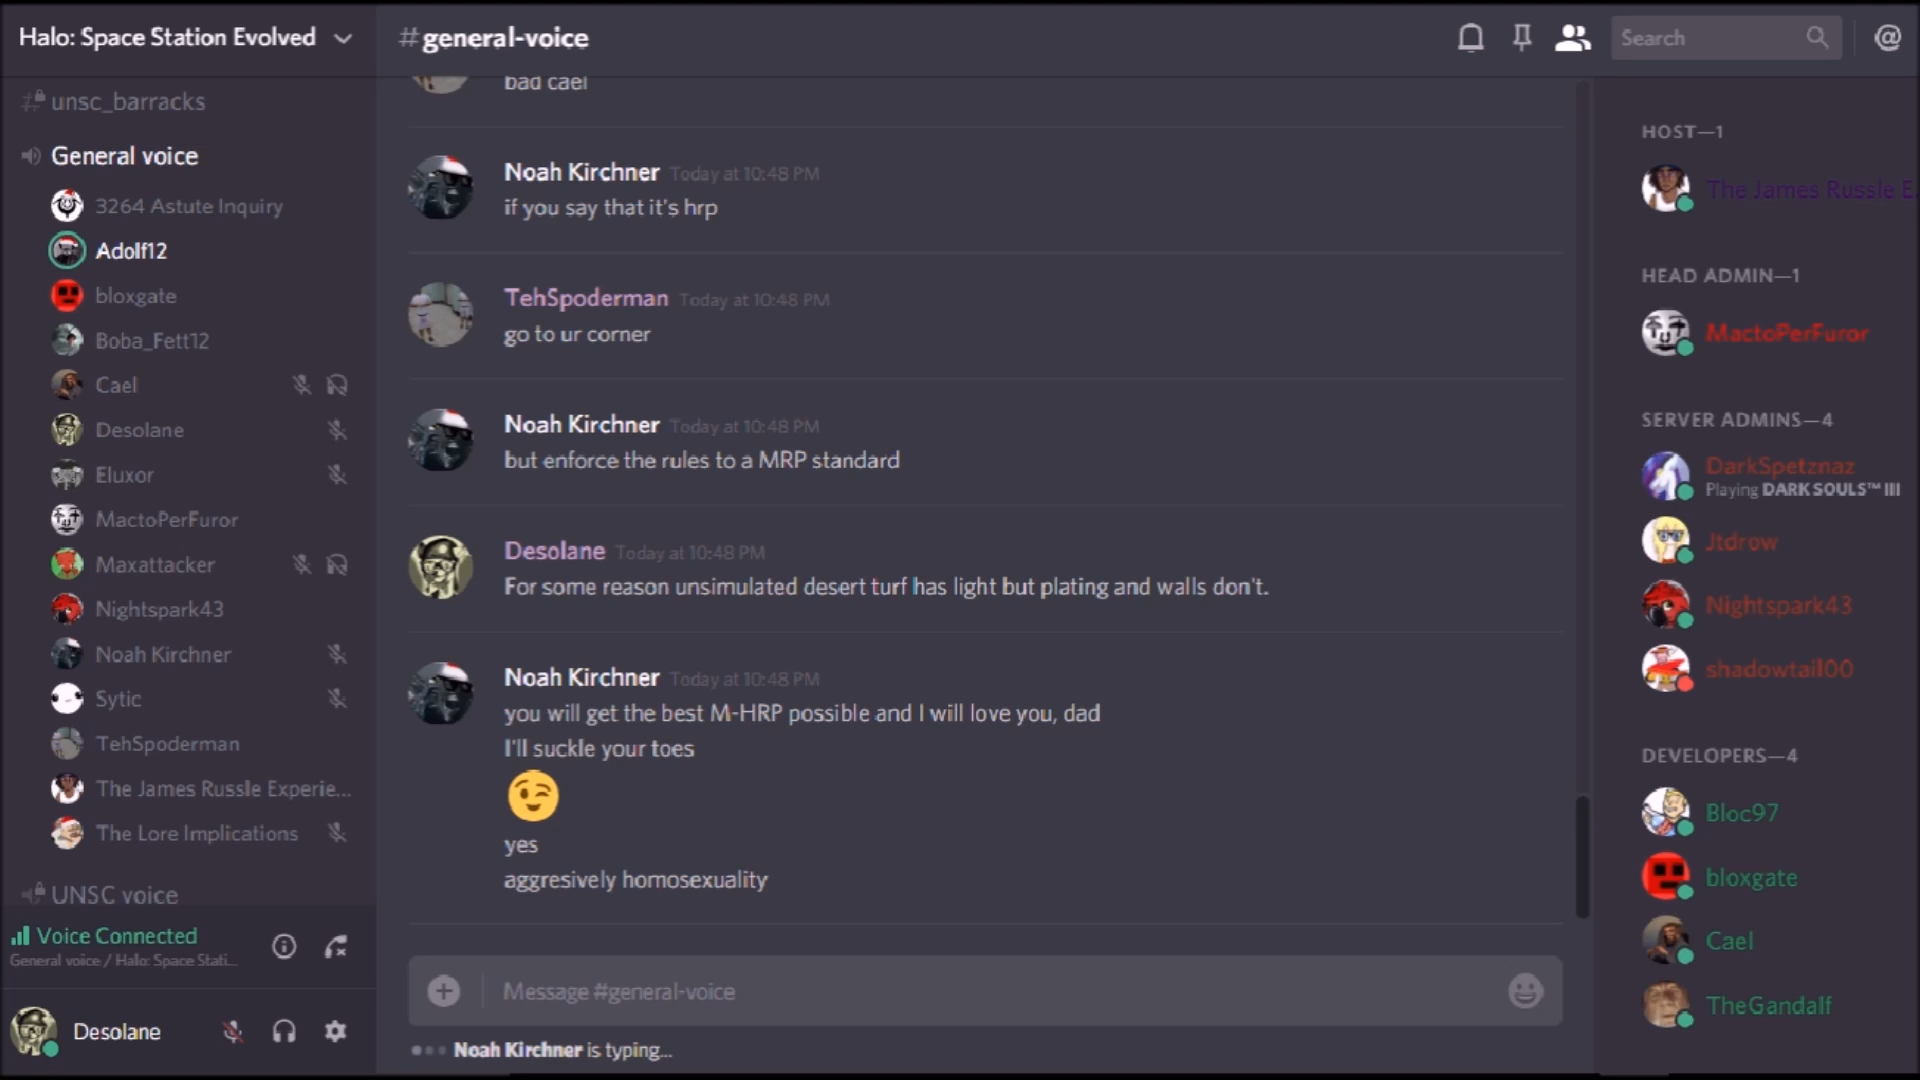 Halo: Space Station Evolved
unsc_barracks
General voice
3264 Astute Inquiry
Adolf12
bloxgate
Boba_Fett12
Cael
Desolane
Eluxor
MactoPerFuror
Maxattacker
Nightspark43
Noah Kirchner
Sytic
TehSpoderman
The James Russle Experie...
The Lore Implications
UNSC voice
Voice Connected
General voice / Halo: Space Stati...
Desolane
#general-voice
bad cael
Noah Kirchner Today at 10:48 PM
if you say that it's hrp
TehSpoderman Today at 10:48 PM
go to ur corner
Noah Kirchner Today at 10:48 PM
but enforce the rules to a MRP standard
Desolane Today at 10:48 PM
For some reason unsimulated desert turf has light but plating and walls don't.
Noah Kirchner Today at 10:48 PM
you will get the best M-HRP possible and I will love you, dad
I'll suckle your toes
yes
aggresively homosexuality
Message #general-voice
Noah Kirchner is typing...
Search
HOST—1
The James Russle E
HEAD ADMIN—1
MactoPerFuror
SERVER ADMINS—4
DarkSpetznaz
Playing DARK SOULS™ III
Jtdrow
Nightspark43
shadowtail00
DEVELOPERS—4
Bloc97
bloxgate
Cael
TheGandalf